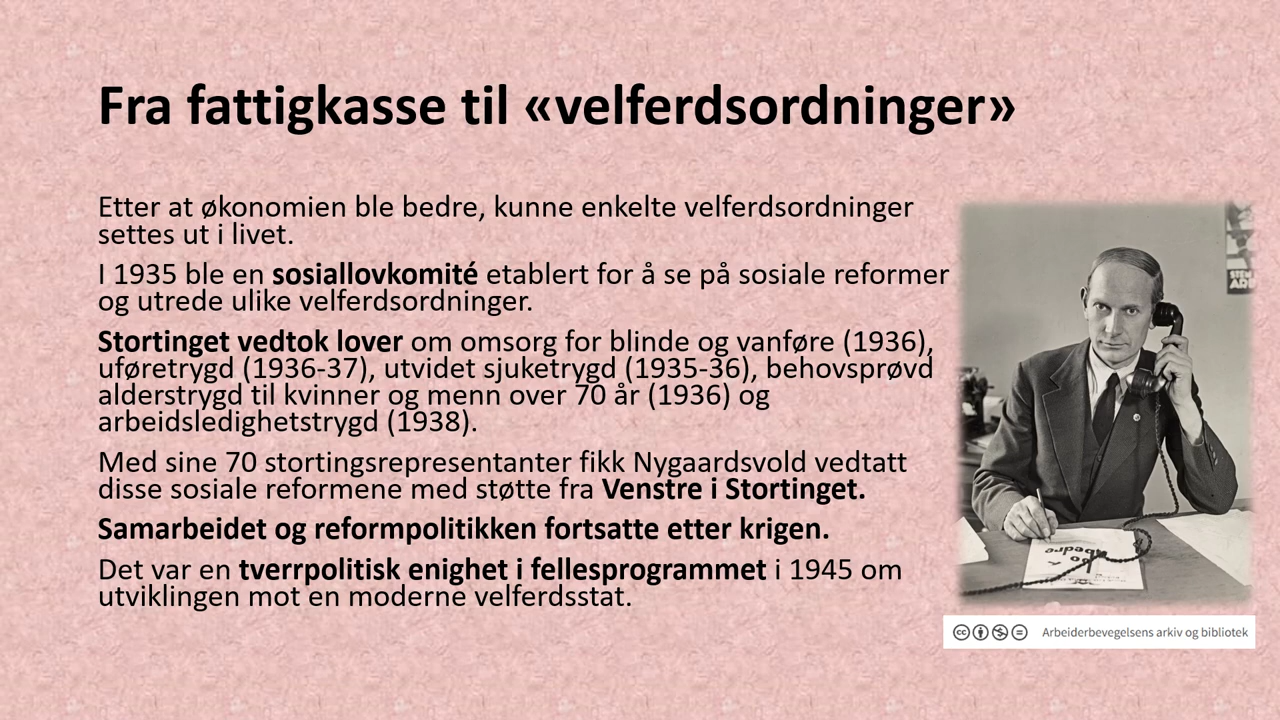 Fra fattigkasse til «velferdsordninger»
Etter at økonomien ble bedre, kunne enkelte velferdsordninger
settes ut i livet.
I 1935 ble en sosiallovkomité etablert for å se på sosiale reformer
og utrede ulike velferdsordninger.
Stortinget vedtok lover om omsorg for blinde og vanføre (1936),
uføretrygd (1936-37), utvidet sjuketrygd (1935-36), behovsprøvd
alderstrygd til kvinner og menn over 70 år (1936) og
arbeidsledighetstrygd (1938).
Med sine 70 stortingsrepresentanter fikk Nygaardsvold vedtatt
disse sosiale reformene med støtte fra Venstre i Stortinget.
Samarbeidet og reformpolitikken fortsatte etter krigen.
Det var en tverrpolitisk enighet i fellesprogrammet i 1945 om
utviklingen mot en moderne velferdsstat.
cc
Arbeiderbevegelsens arkiv og bibliotek